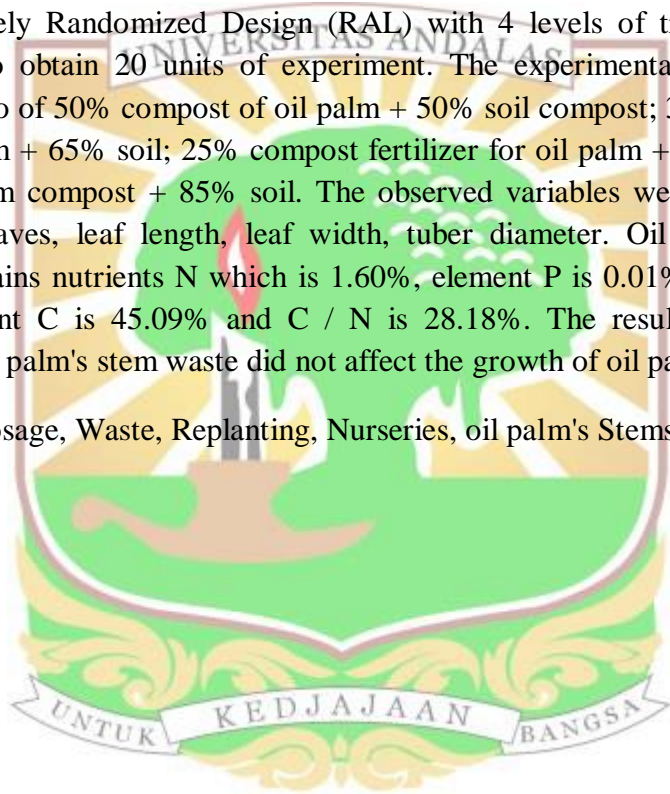 ely Randomized Design (RAL) with 4 levels of t
UNIVERSITAS ANDALAS
obtain 20 units of experiment. The experimenta
of 50% compost of oil palm + 50% soil compost;
+ 65% soil; 25% compost fertilizer for oil palm +
m compost + 85% soil. The observed variables we
aves, leaf length, leaf width, tuber diameter. Oil
ains nutrients N which is 1.60%, element P is 0.01%
nt C is 45.09% and C / N is 28.18%. The resul
palm's stem waste did not affect the growth of oil pa
osage, Waste, Replanting, Nurseries, oil palm's Stems
UNTUK KEDJAJAAN BANGSA